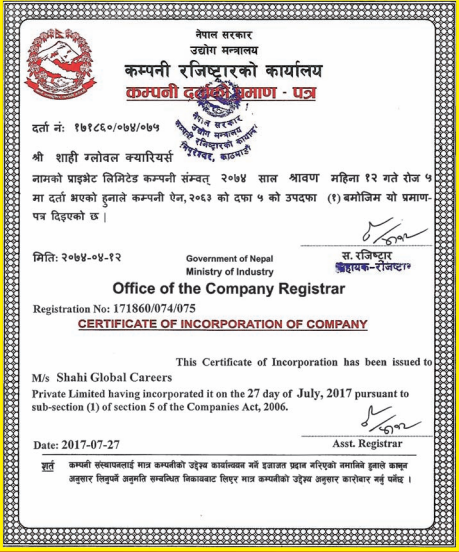 नेपाल सरकार
उद्योग मन्त्रालय
कम्पनी रजिष्ट्रारको कार्यालय
कम्पनी दर्ताको प्रमाण - पत्र
नेपाल सरकार
उद्योग मन्त्रालय
कम्पनी रजिष्ट्रारको कार्यालय
त्रिपुरेश्वर, काठमाडौं
दर्ता नं: १७१८६०/०७४/०७५
श्री शाही ग्लोवल क्यारियर्स
नामको प्राइभेट लिमिटेड कम्पनी संम्वत् २०७४ साल श्रावण महिना १२ गते रोज ५
मा दर्ता भएको हुनाले कम्पनी ऐन,२०६३ को दफा ५ को उपदफा (१) बमोजिम यो प्रमाण-
पत्र दिइएको छ |
मिति: २०७४-०४-१२
स. रजिष्ट्रार
सहायक-रजिष्ट्रार
Government of Nepal
Ministry of Industry
Office of the Company Registrar
Registration No: 171860/074/075
CERTIFICATE OF INCORPORATION OF COMPANY
This Certificate of Incorporation has been issued to
M/s Shahi Global Careers
Private Limited having incorporated it on the 27 day of July, 2017 pursuant to
sub-section (1) of section 5 of the Companies Act, 2006.
Date: 2017-07-27
Asst. Registrar
शर्त कम्पनी संस्थापनलाई मात्र कम्पनीको उद्देश्य कार्यान्वयन गर्ने इजाजत प्रदान गरिएको नमानिने हुनाले कानून
अनुसार लिनुपर्ने अनुमति सम्बन्धित निकायबाट लिएर मात्र कम्पनीको उद्देश्य अनुसार कारोबार गर्नु पर्नेछ ।